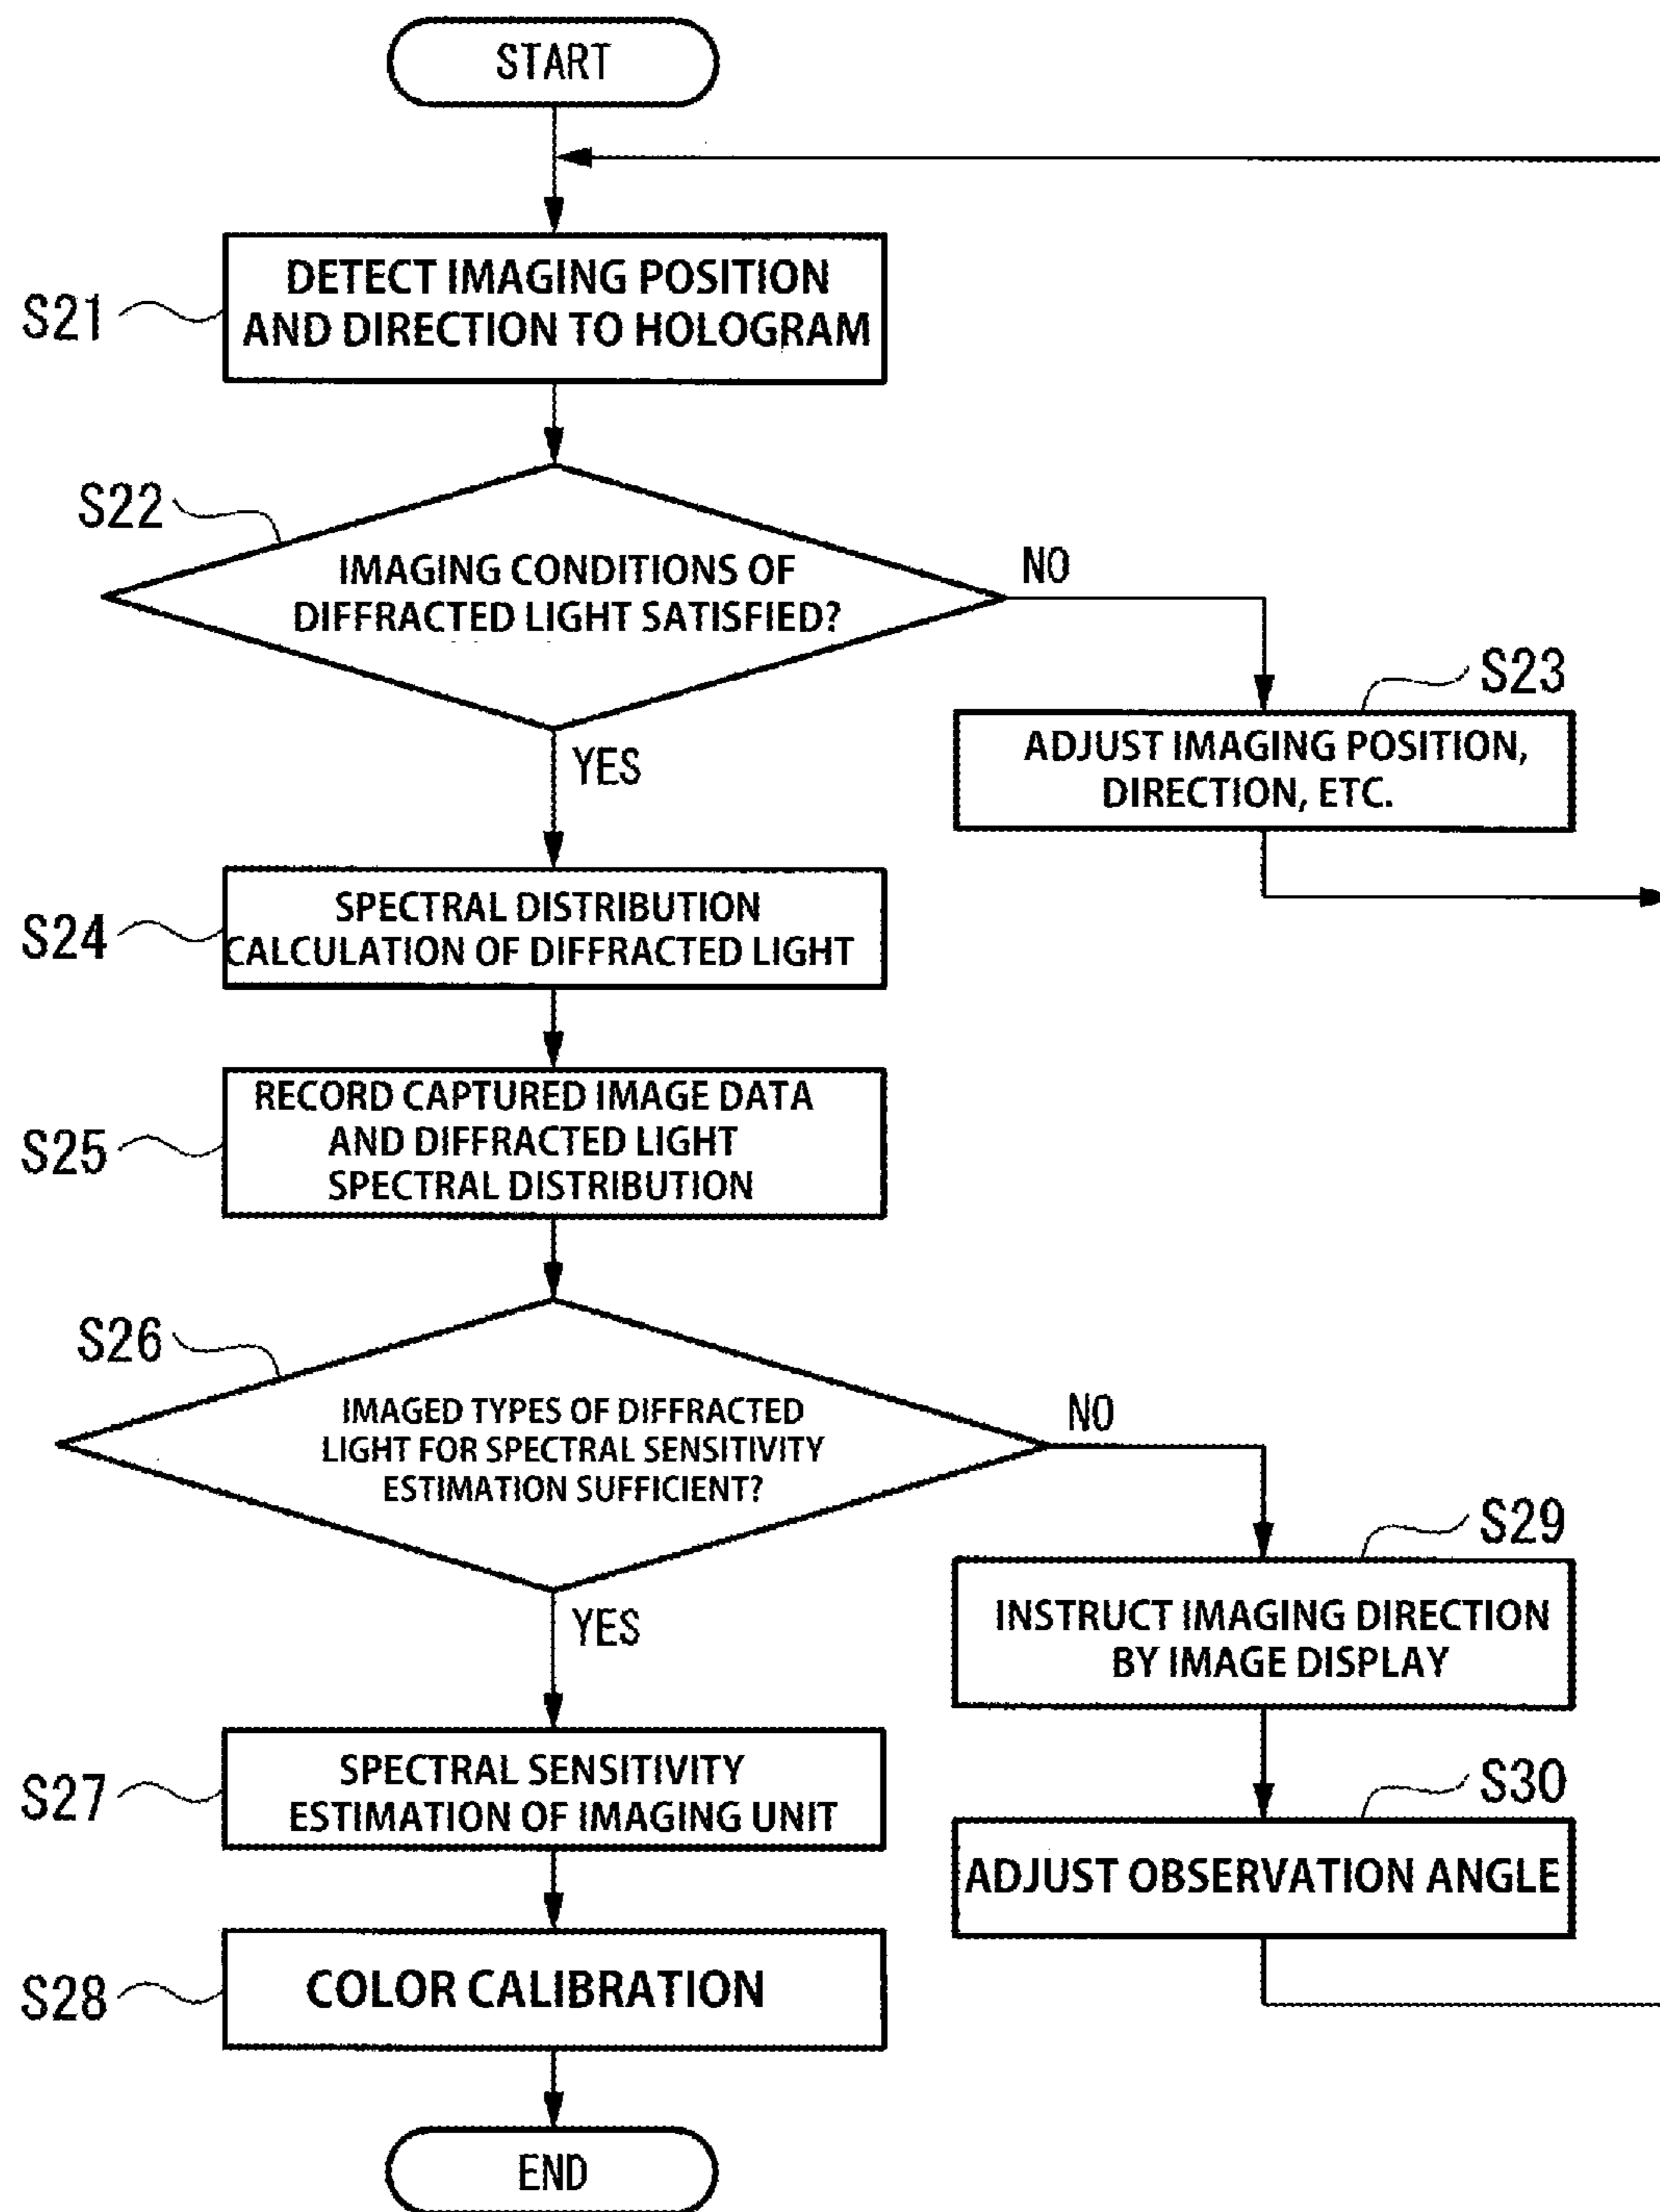 START
S21
DETECT IMAGING POSITION
AND DIRECTION TO HOLOGRAM
S22
IMAGING CONDITIONS OF
DIFFRACTED LIGHT SATISFIED?
NO
YES
S23
ADJUST IMAGING POSITION,
DIRECTION, ETC.
S24
SPECTRAL DISTRIBUTION
CALCULATION OF DIFFRACTED LIGHT
S25
RECORD CAPTURED IMAGE DATA
AND DIFFRACTED LIGHT
SPECTRAL DISTRIBUTION
S26
IMAGED TYPES OF DIFFRACTED
LIGHT FOR SPECTRAL SENSITIVITY
ESTIMATION SUFFICIENT?
NO
YES
S29
INSTRUCT IMAGING DIRECTION
BY IMAGE DISPLAY
S27
SPECTRAL SENSITIVITY
ESTIMATION OF IMAGING UNIT
S30
ADJUST OBSERVATION ANGLE
S28
COLOR CALIBRATION
END